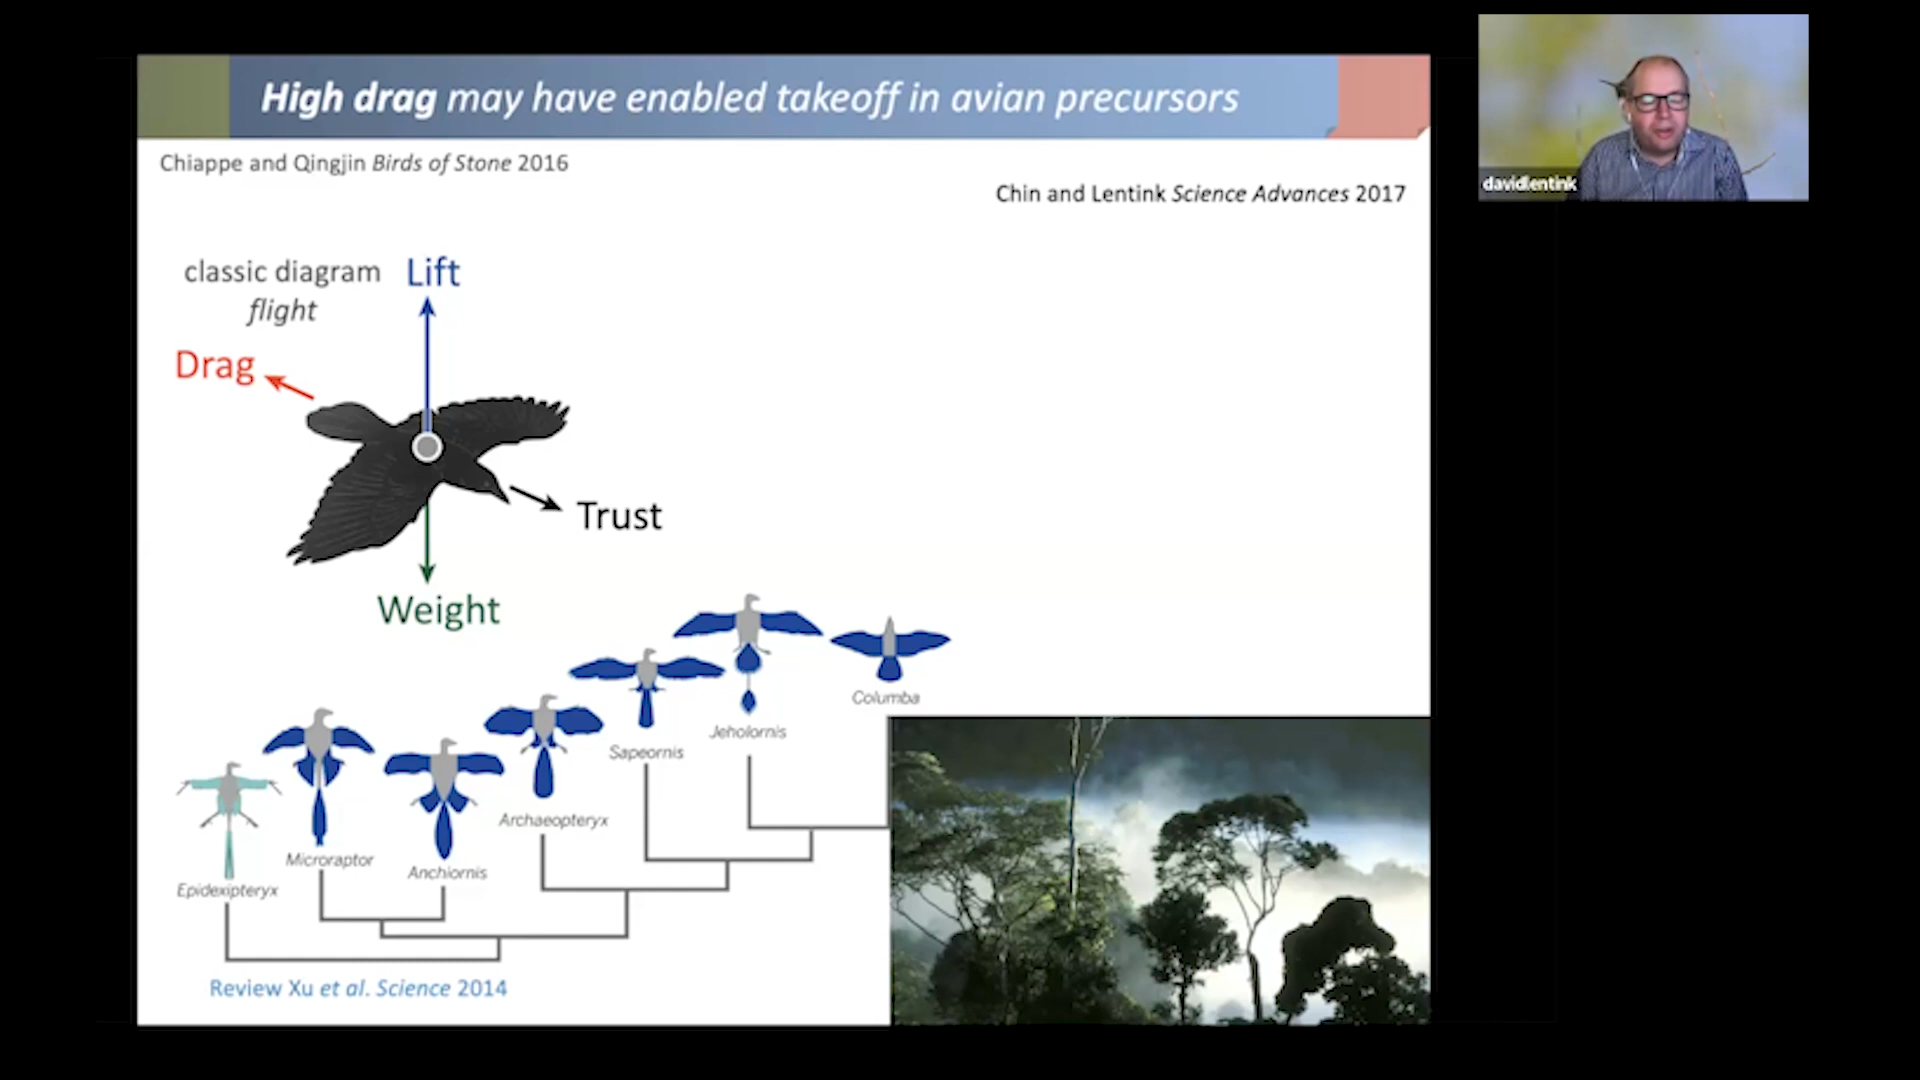 High drag may have enabled takeoff in avian precursors
Chiappe and Qingjin Birds of Stone 2016
Chin and Lentink Science Advances 2017
classic diagram
flight
Lift
Drag
Trust
Weight
Columba
Jeholornis
Sapeornis
Archaeopteryx
Microraptor
Anchiornis
Epidexipteryx
Review Xu et al. Science 2014
davidlentink